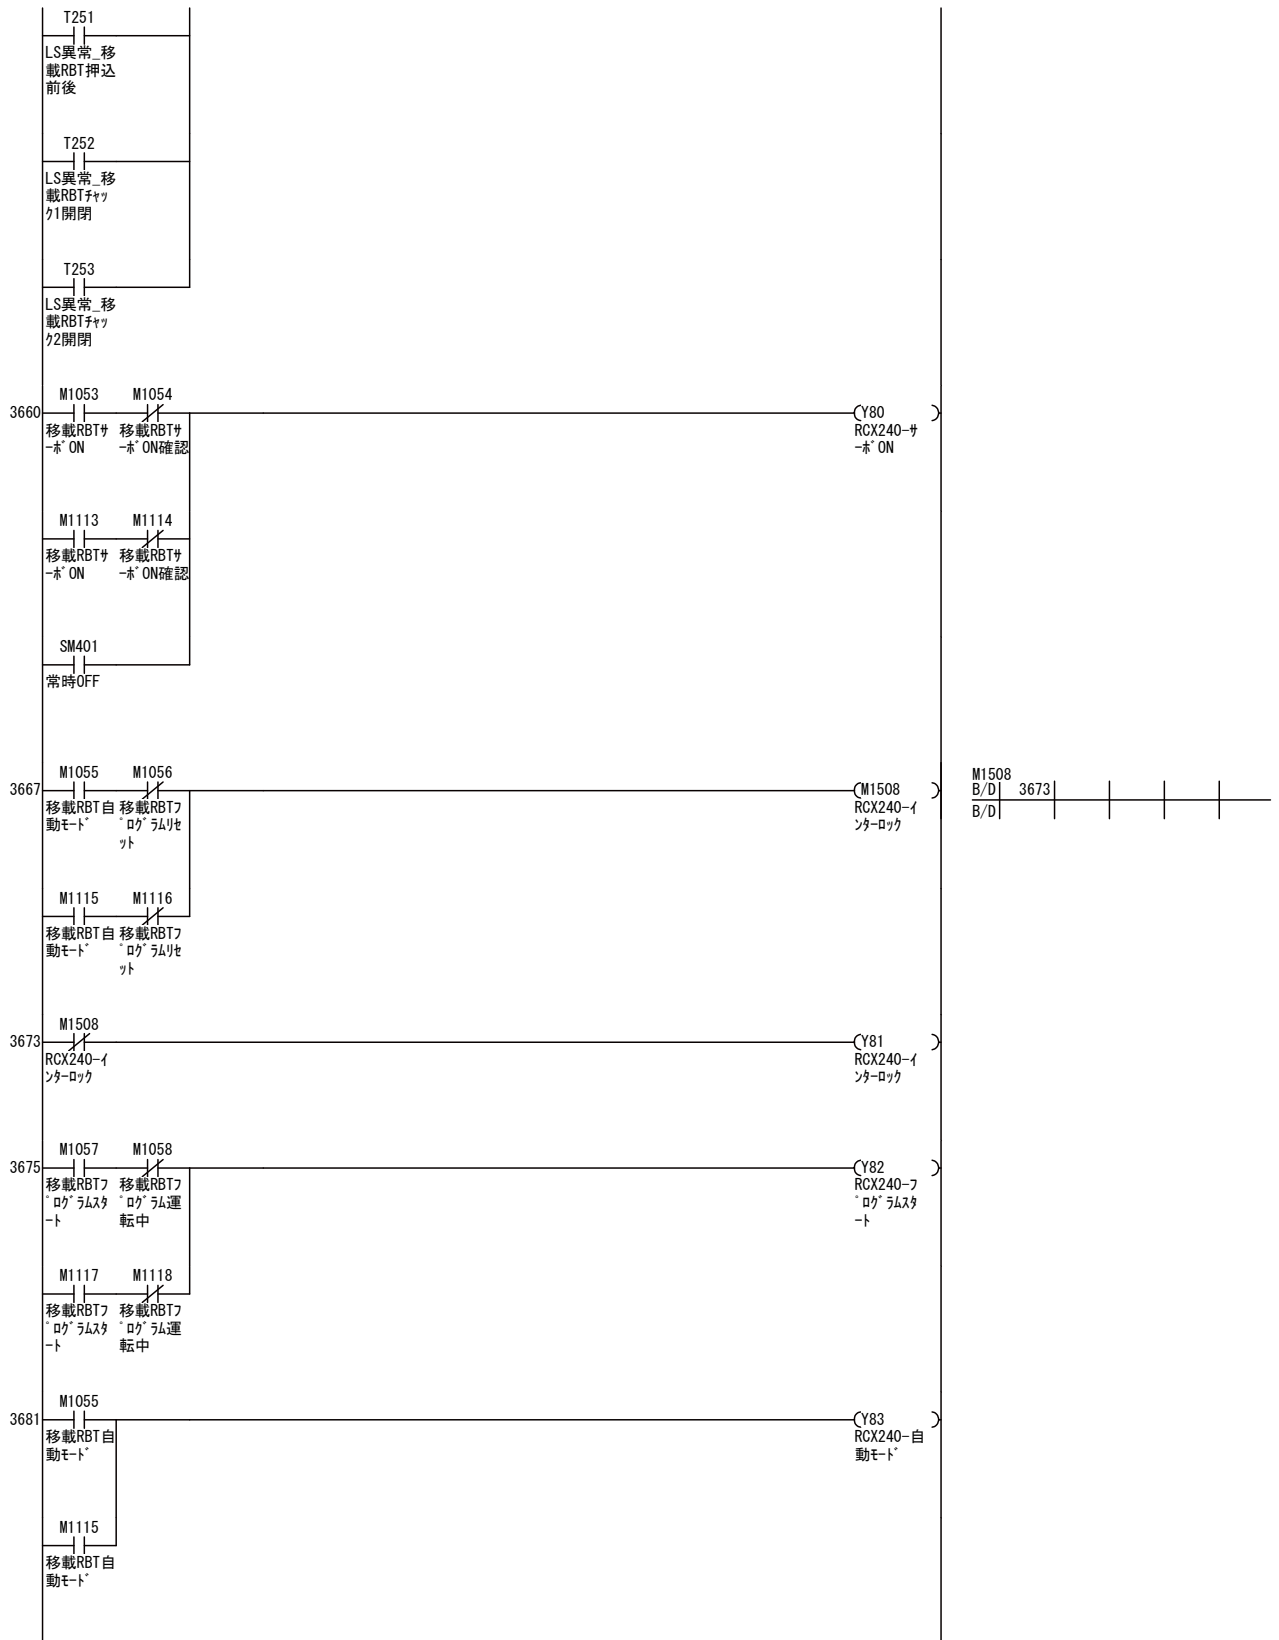 T251
LS異常_移
載RBT押込
前後
T252
LS異常_移
載RBTﾁｬｯ
ｸ1開閉
T253
LS異常_移
載RBTﾁｬｯ
ｸ2開閉
M1053 M1054
3660 (Y80 )
移載RBTｻ 移載RBTｻ RCX240-ｻ
ｰﾎﾞON ｰﾎﾞON確認 ｰﾎﾞON
M1113 M1114
移載RBTｻ 移載RBTｻ
ｰﾎﾞON ｰﾎﾞON確認
SM401
常時OFF
M1055 M1056 M1508
3667 (M1508 ) B/D 3673
移載RBT自 移載RBTﾌ RCX240-ｲ B/D
動ﾓｰﾄﾞ ﾟﾛｸﾞﾗﾑﾘｾ ﾝﾀｰﾛｯｸ
ｯﾄ
M1115 M1116
移載RBT自 移載RBTﾌ
動ﾓｰﾄﾞ ﾟﾛｸﾞﾗﾑﾘｾ
ｯﾄ
M1508
3673 (Y81 )
RCX240-ｲ RCX240-ｲ
ﾝﾀｰﾛｯｸ ﾝﾀｰﾛｯｸ
M1057 M1058
3675 (Y82 )
移載RBTﾌ 移載RBTﾌ RCX240-ﾌ
ﾟﾛｸﾞﾗﾑｽﾀ ﾟﾛｸﾞﾗﾑ運 ﾟﾛｸﾞﾗﾑｽﾀ
ｰﾄ 転中 ｰﾄ
M1117 M1118
移載RBTﾌ 移載RBTﾌ
ﾟﾛｸﾞﾗﾑｽﾀ ﾟﾛｸﾞﾗﾑ運
ｰﾄ 転中
M1055
3681 (Y83 )
移載RBT自 RCX240-自
動ﾓｰﾄﾞ 動ﾓｰﾄﾞ
M1115
移載RBT自
動ﾓｰﾄﾞ